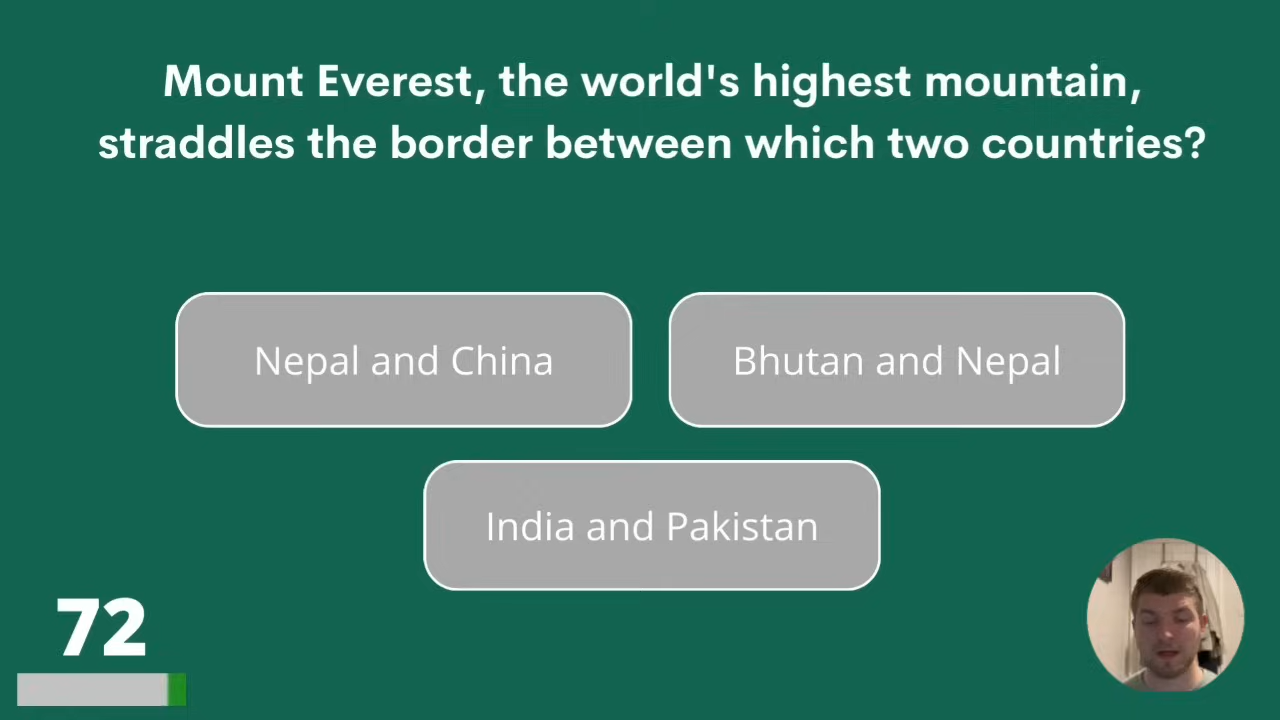 Mount Everest, the world's highest mountain,
straddles the border between which two countries?
Nepal and China
Bhutan and Nepal
India and Pakistan
72